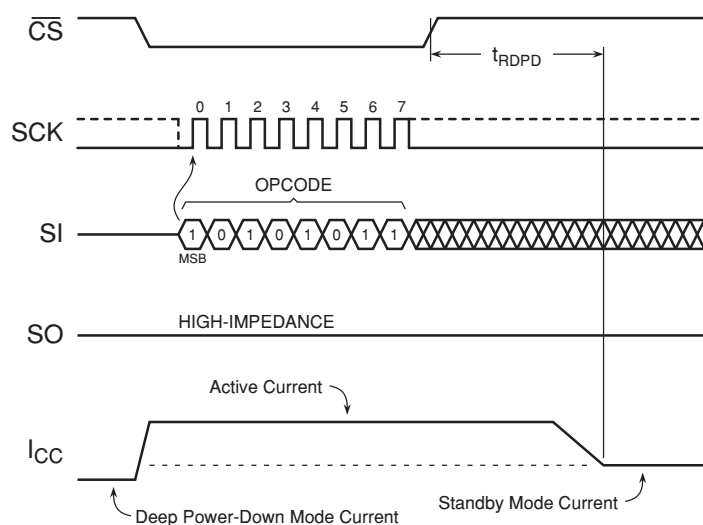 CS
tRDPD
0 1 2 3 4 5 6 7
SCK
OPCODE
SI
1 0 1 0 1 0 1 1
MSB
HIGH-IMPEDANCE
SO
Active Current
ICC
Standby Mode Current
Deep Power-Down Mode Current